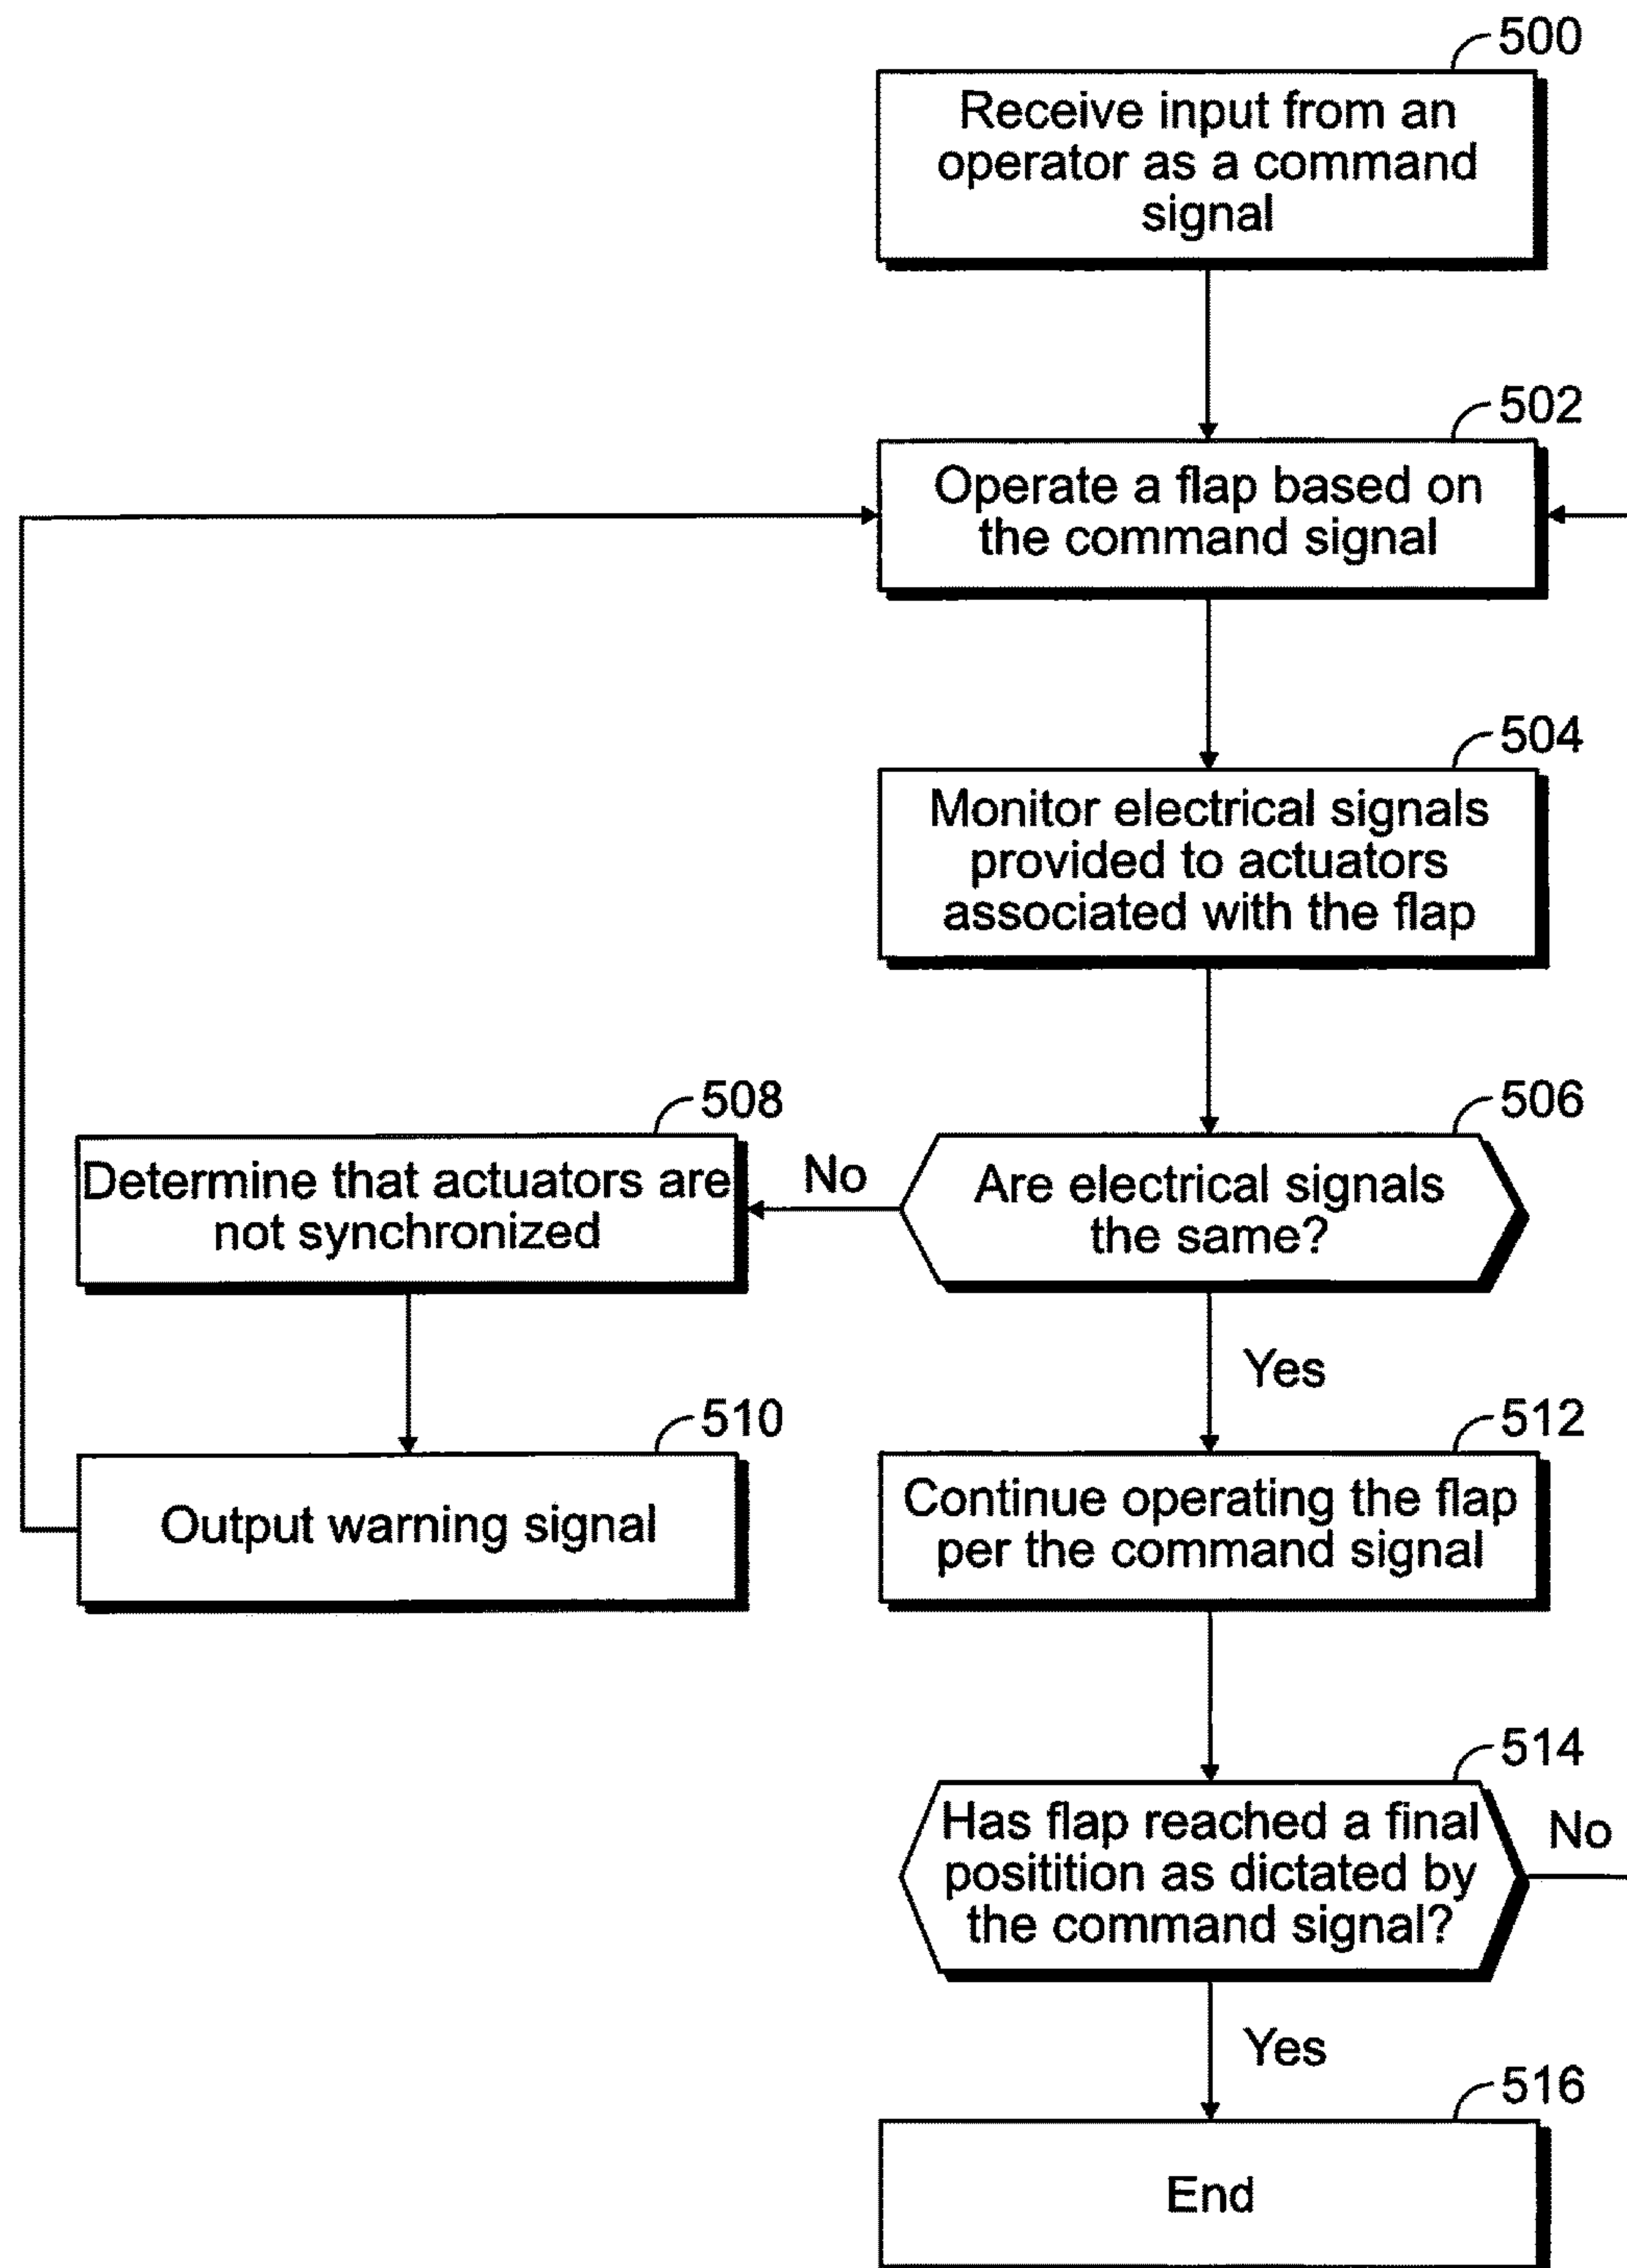 500
Receive input from an
operator as a command
signal
502
Operate a flap based on
the command signal
504
Monitor electrical signals
provided to actuators
associated with the flap
506
Are electrical signals
the same?
No
508
Determine that actuators are
not synchronized
510
Output warning signal
Yes
512
Continue operating the flap
per the command signal
514
Has flap reached a final
positition as dictated by
the command signal?
No
Yes
516
End